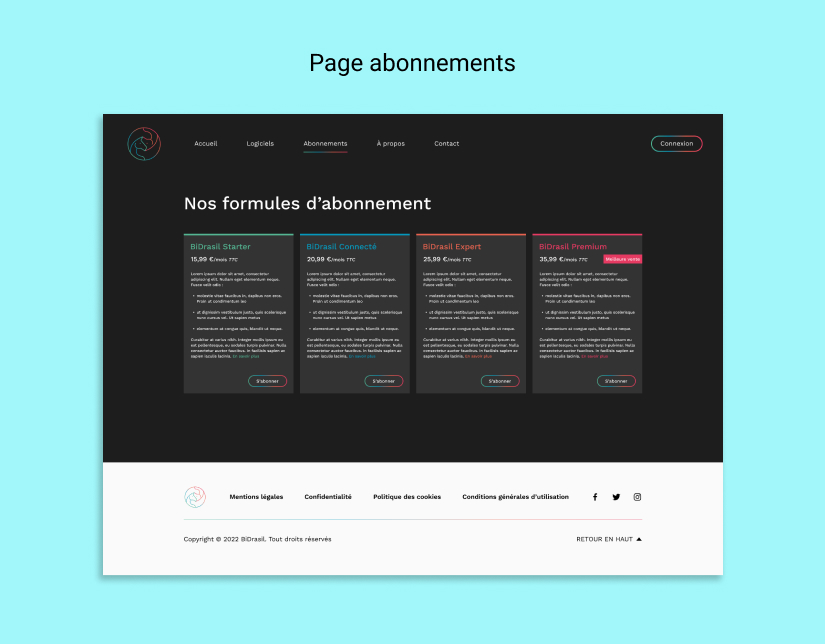 Page abonnements
Accueil
Logiciels
Abonnements
À propos
Contact
Connexion
Nos formules d'abonnement
BiDrasil Starter
15,99 €/mois TTC
Lorem ipsum dolor sit amet, consectetur
adipiscing elit. Nullam eget elementum neque.
Fusce velit odio :
• molestie vitae faucibus in, dapibus non eros.
Proin ut condimentum leo
• ut dignissim vestibulum justo, quis scelerisque
nunc cursus vel. Ut sapien metus
• elementum at congue quis, blandit ut neque.
Curabitur at varius nibh. Integer mollis ipsum eu
est pellentesque, eu sodales turpis pulvinar. Nulla
consectetur auctor faucibus. In facilisis sapien ac
sapien iaculis lacinia. En savoir plus
S'abonner
BiDrasil Connecté
20,99 €/mois TTC
Lorem ipsum dolor sit amet, consectetur
adipiscing elit. Nullam eget elementum neque.
Fusce velit odio :
• molestie vitae faucibus in, dapibus non eros.
Proin ut condimentum leo
• ut dignissim vestibulum justo, quis scelerisque
nunc cursus vel. Ut sapien metus
• elementum at congue quis, blandit ut neque.
Curabitur at varius nibh. Integer mollis ipsum eu
est pellentesque, eu sodales turpis pulvinar. Nulla
consectetur auctor faucibus. In facilisis sapien ac
sapien iaculis lacinia. En savoir plus
S'abonner
BiDrasil Expert
25,99 €/mois TTC
Lorem ipsum dolor sit amet, consectetur
adipiscing elit. Nullam eget elementum neque.
Fusce velit odio :
• molestie vitae faucibus in, dapibus non eros.
Proin ut condimentum leo
• ut dignissim vestibulum justo, quis scelerisque
nunc cursus vel. Ut sapien metus
• elementum at congue quis, blandit ut neque.
Curabitur at varius nibh. Integer mollis ipsum eu
est pellentesque, eu sodales turpis pulvinar. Nulla
consectetur auctor faucibus. In facilisis sapien ac
sapien iaculis lacinia. En savoir plus
S'abonner
BiDrasil Premium
35,99 €/mois TTC
Meilleure vente
Lorem ipsum dolor sit amet, consectetur
adipiscing elit. Nullam eget elementum neque.
Fusce velit odio :
• molestie vitae faucibus in, dapibus non eros.
Proin ut condimentum leo
• ut dignissim vestibulum justo, quis scelerisque
nunc cursus vel. Ut sapien metus
• elementum at congue quis, blandit ut neque.
Curabitur at varius nibh. Integer mollis ipsum eu
est pellentesque, eu sodales turpis pulvinar. Nulla
consectetur auctor faucibus. In facilisis sapien ac
sapien iaculis lacinia. En savoir plus
S'abonner
Mentions légales
Confidentialité
Politique des cookies
Conditions générales d'utilisation
Copyright © 2022 BiDrasil. Tout droits réservés
RETOUR EN HAUT